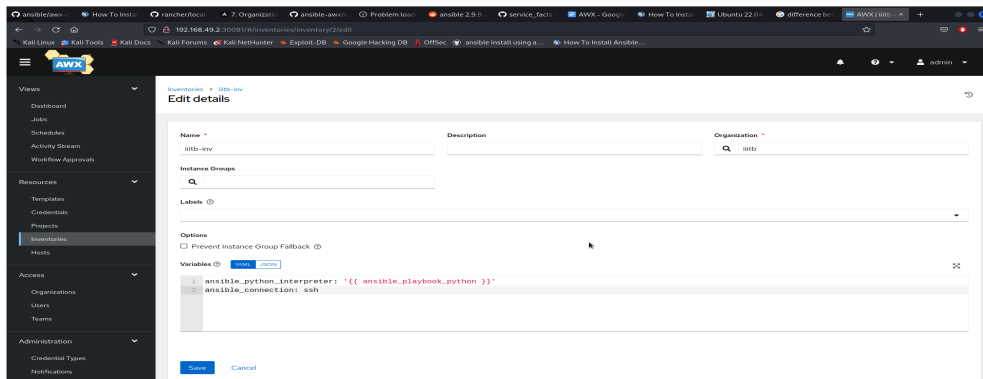 ansible/awx-o
How To Instal
rancher/local-
7. Organizatio
ansible-awx/r
Problem load
ansible 2.9.9 -
service_facts
AWX - Googl
How To Instal
Ubuntu 22.04
difference bet
AWX | iiitb-
192.168.49.2:30081/#/inventories/inventory/2/edit
Kali Linux Kali Tools Kali Docs Kali Forums Kali NetHunter Exploit-DB Google Hacking DB OffSec ansible install using a... How To Install Ansible...
AWX
admin
Views
Dashboard
Jobs
Schedules
Activity Stream
Workflow Approvals
Resources
Templates
Credentials
Projects
Inventories
Hosts
Access
Organizations
Users
Teams
Administration
Credential Types
Notifications
Inventories > iiitb-inv
Edit details
Name * Description Organization *
iiitb-inv iiitb
Instance Groups
Labels
Options
Prevent Instance Group Fallback
Variables YAML JSON
1 ansible_python_interpreter: '{{ ansible_playbook_python }}'
2 ansible_connection: ssh
Save Cancel